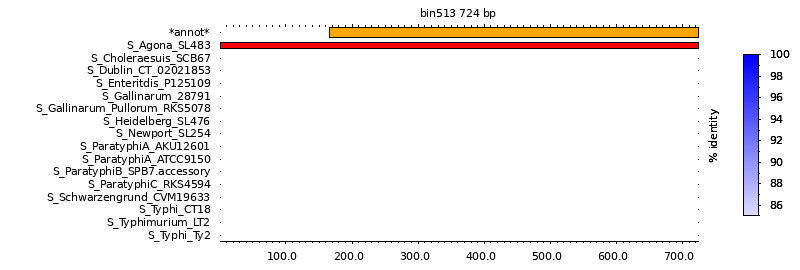 bin513 724 bp
*annot*
S_Agona_SL483
S_Choleraesuis_SCB67
S_Dublin_CT_02021853
S_Enteritdis_P125109
S_Gallinarum_28791
S_Gallinarum_Pullorum_RKS5078
S_Heidelberg_SL476
S_Newport_SL254
S_ParatyphiA_AKU12601
S_ParatyphiA_ATCC9150
S_ParatyphiB_SPB7.accessory
S_ParatyphiC_RKS4594
S_Schwarzengrund_CVM19633
S_Typhi_CT18
S_Typhimurium_LT2
S_Typhi_Ty2
100.0 200.0 300.0 400.0 500.0 600.0 700.0
% identity
100
98
96
94
92
90
88
86